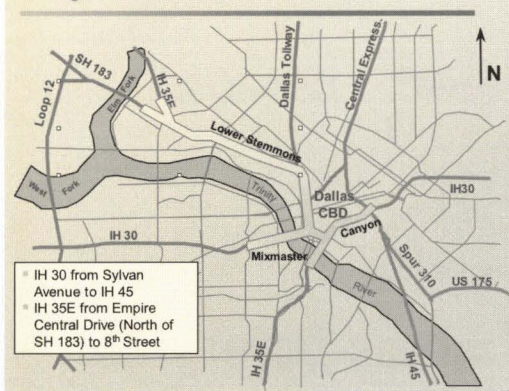 SH 183
Loop 12
Elm Fork
IH 35E
Dallas Tollway
Central Express.
N
Lower Stemmons
West Fork
Trinity
Dallas
CBD
IH30
Canyon
IH 30
Mixmaster
Spur 310
US 175
River
IH 35E
IH 45
IH 30 from Sylvan
Avenue to IH 45
IH 35E from Empire
Central Drive (North of
SH 183) to 8th Street